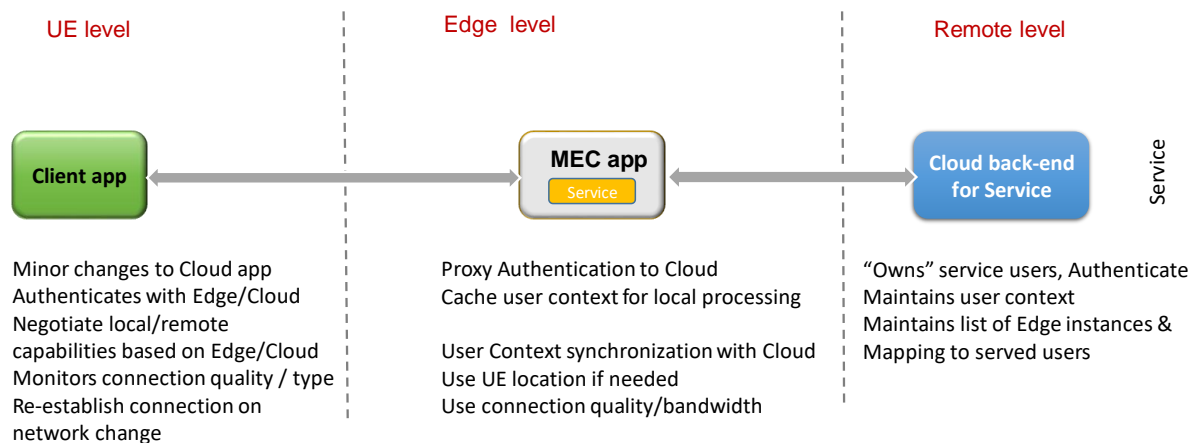 UE level
Edge level
Remote level
Client app
MEC app
Service
Cloud back-end
for Service
Service
Minor changes to Cloud app
Authenticates with Edge/Cloud
Negotiate local/remote
capabilities based on Edge/Cloud
Monitors connection quality / type
Re-establish connection on
network change
Proxy Authentication to Cloud
Cache user context for local processing
User Context synchronization with Cloud
Use UE location if needed
Use connection quality/bandwidth
“Owns” service users, Authenticate
Maintains user context
Maintains list of Edge instances &
Mapping to served users